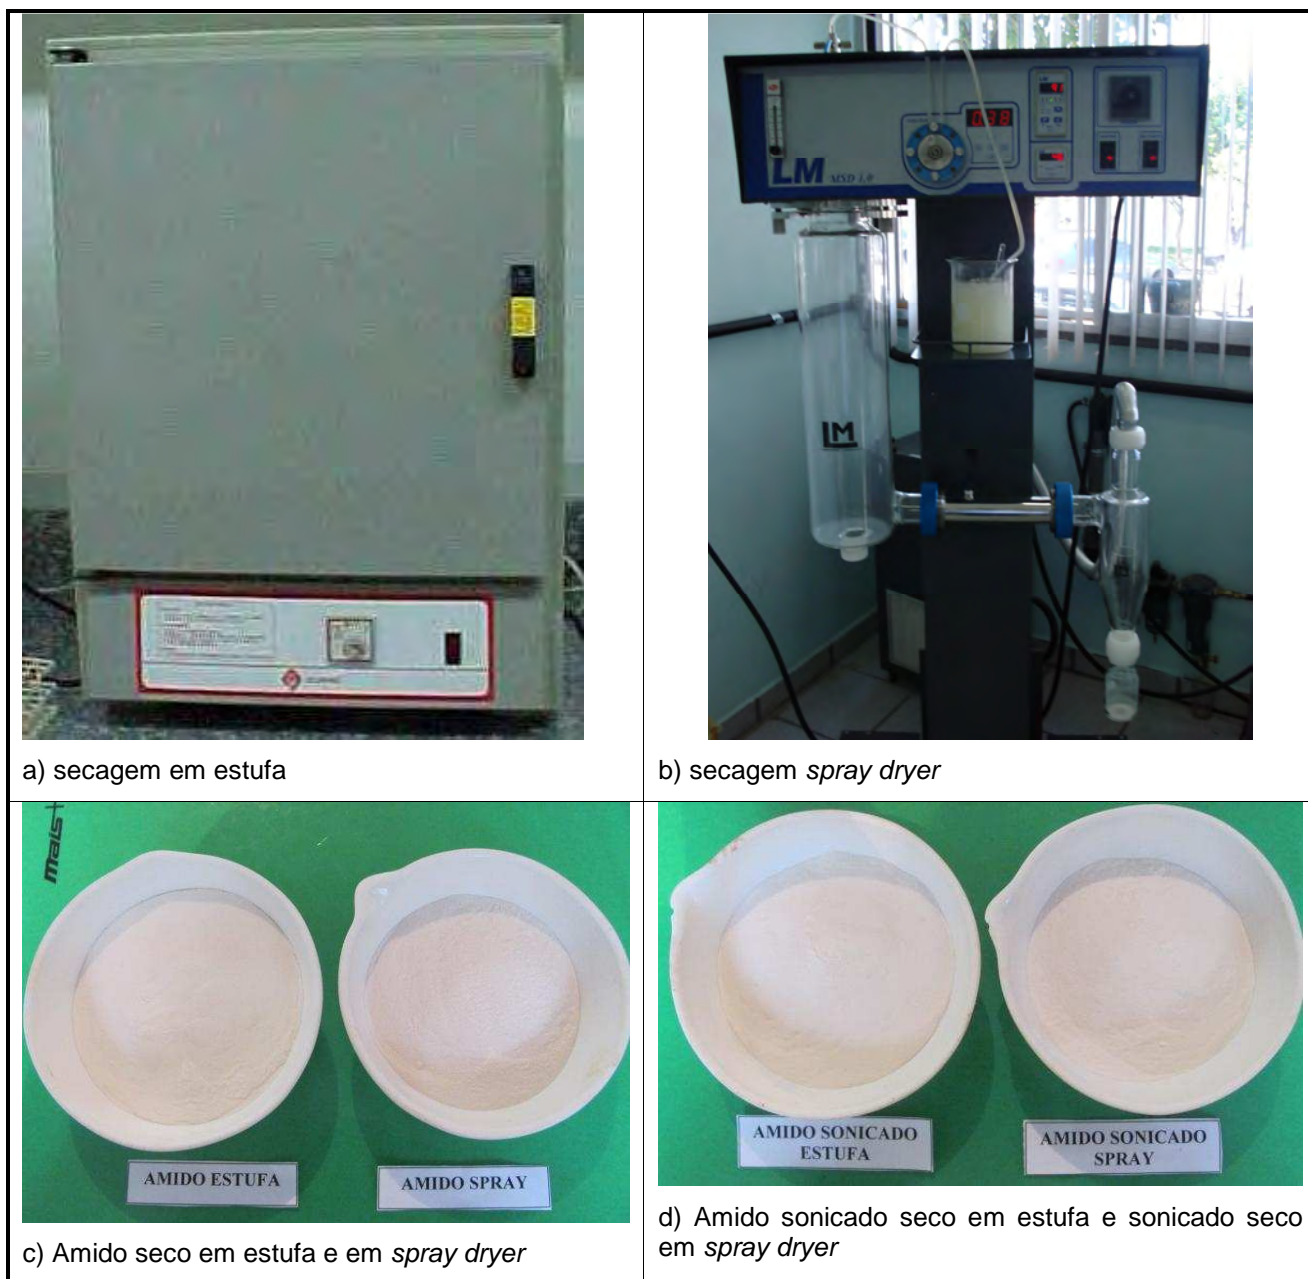 LM MSD 1.0
038
LM
a) secagem em estufa
b) secagem spray dryer
mais+
AMIDO ESTUFA
AMIDO SPRAY
AMIDO SONICADO
ESTUFA
AMIDO SONICADO
SPRAY
c) Amido seco em estufa e em spray dryer
d) Amido sonicado seco em estufa e sonicado seco
em spray dryer